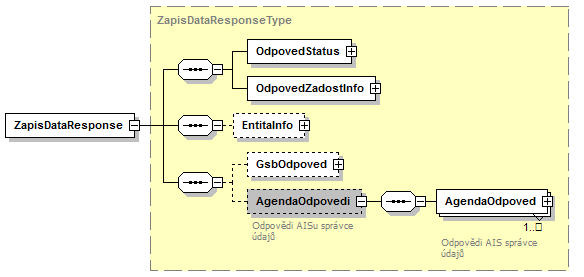 ZapisDataResponseType
OdpovedStatus
OdpovedZadostInfo
ZapisDataResponse
EntitaInfo
GsbOdpoved
AgendaOdpovedi
AgendaOdpoved
Odpovědi AISu správce
údajů
1..□
Odpovědi AIS správce
údajů